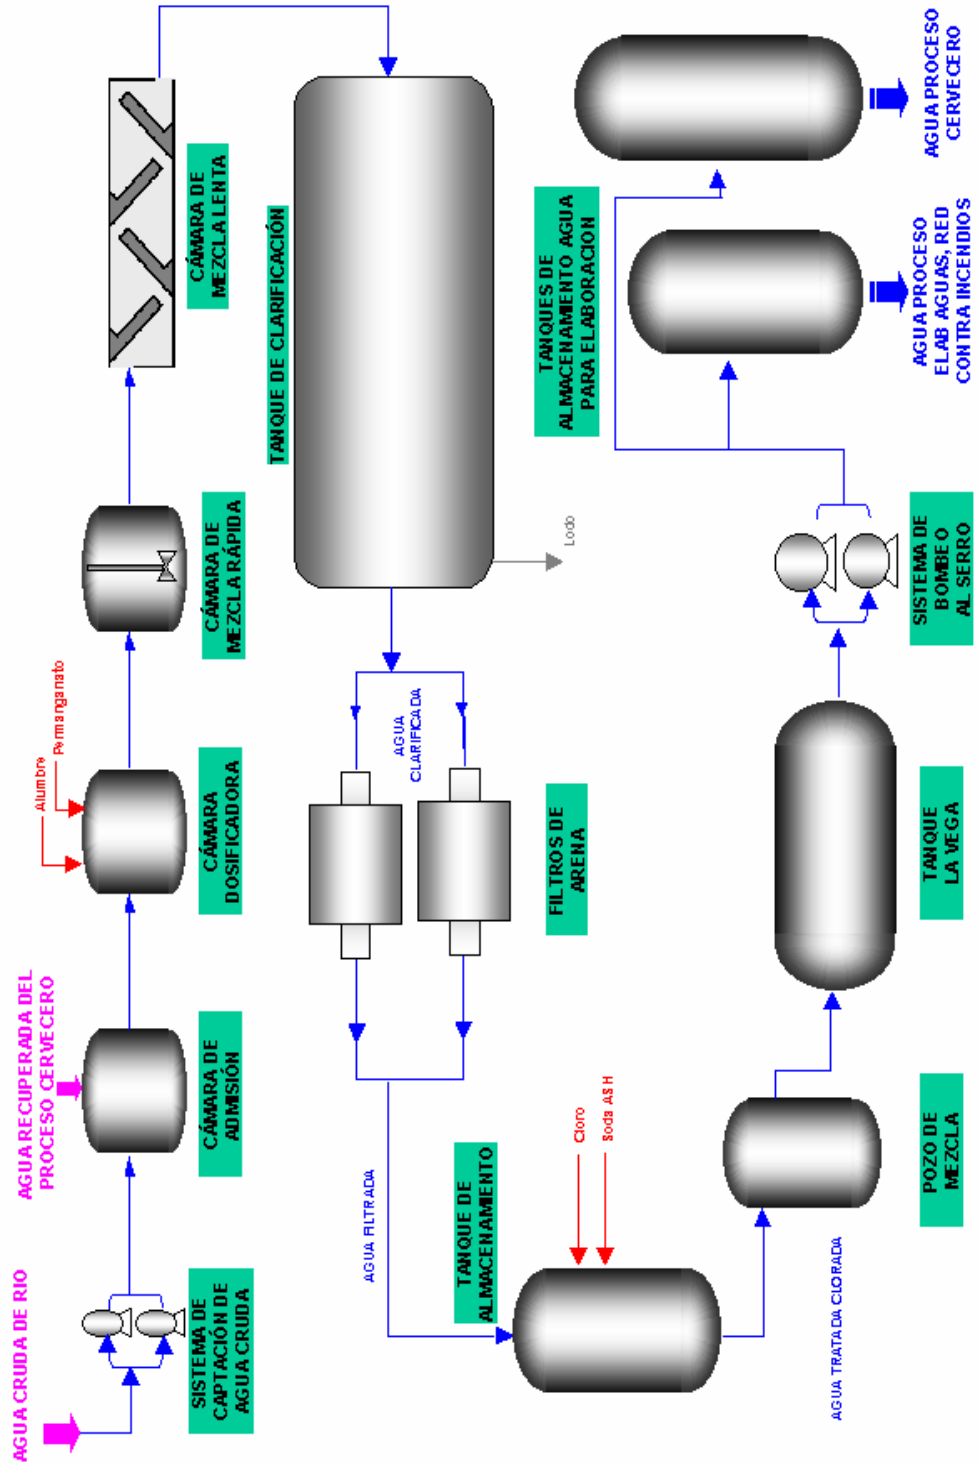 AGUA CRUDA DE RIO
SISTEMA DE
CAPTACIÓN DE
AGUA CRUDA
AGUA RECUPERADA DEL
PROCESO CERVECERO
CÁMARA DE
ADMISIÓN
Alumbre
Permanganato
CÁMARA
DOSIFICADORA
CÁMARA DE
MEZCLA RÁPIDA
CÁMARA DE
MEZCLA LENTA
TANQUE DE CLARIFICACIÓN
Lodo
AGUA
CLARIFICADA
FILTROS DE
ARENA
AGUA FILTRADA
TANQUE DE
ALMACENAMIENTO
Cloro
Soda ASH
AGUA TRATADA CLORADA
POZO DE
MEZCLA
TANQUE
LA VEGA
SISTEMA DE
BOMBEO
AL SERRO
TANQUES DE
ALMACENAMIENTO AGUA
PARA ELABORACION
AGUA PROCESO
ELAB AGUAS, RED
CONTRA INCENDIOS
AGUA PROCESO
CERVECERO